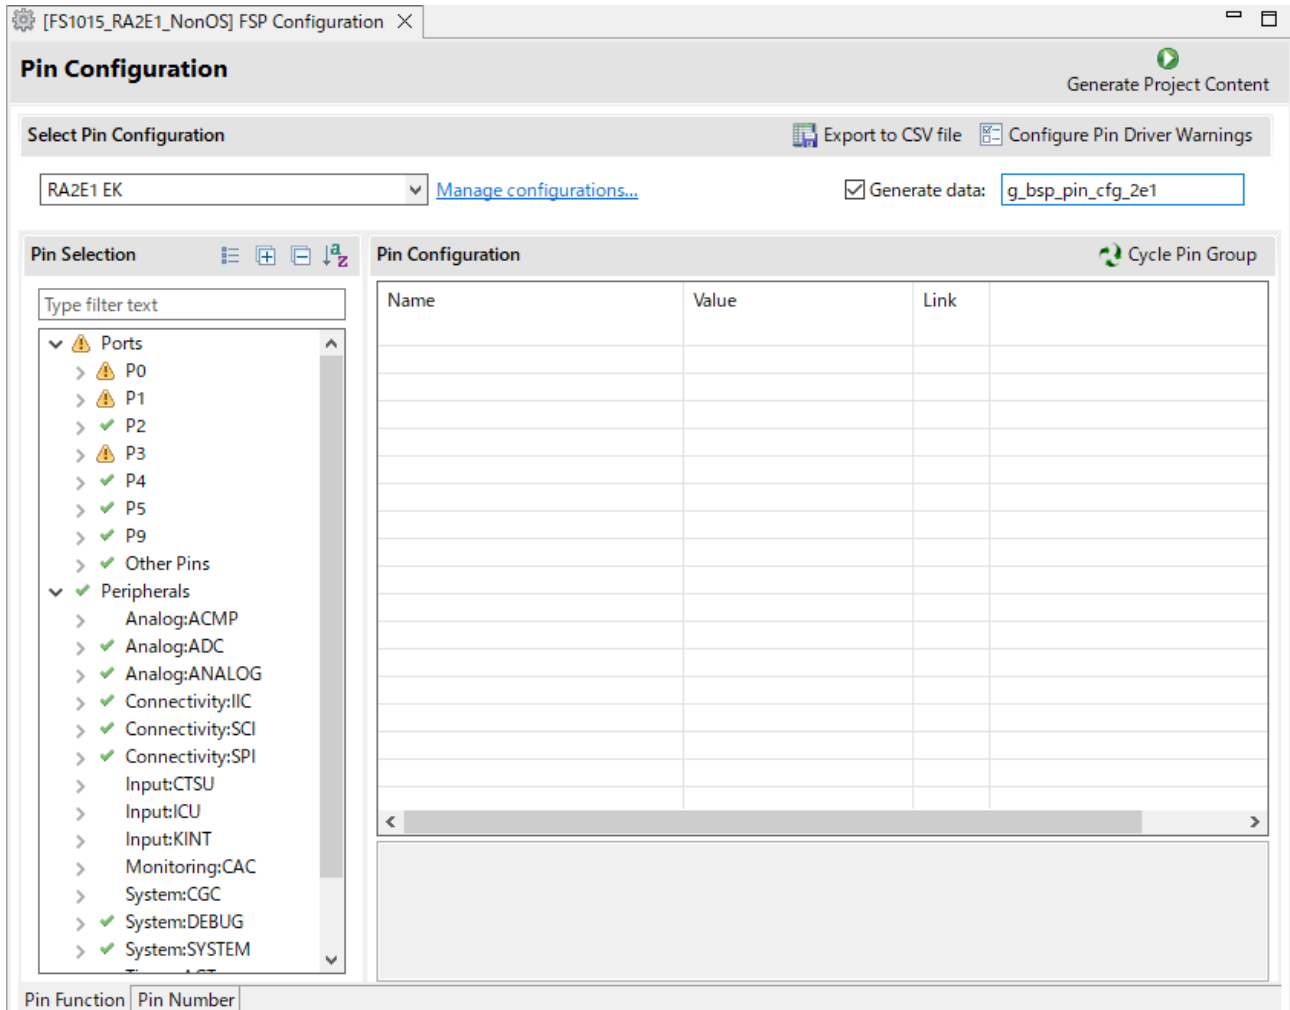 [FS1015_RA2E1_NonOS] FSP Configuration
Pin Configuration
Generate Project Content
Select Pin Configuration
Export to CSV file
Configure Pin Driver Warnings
RA2E1 EK
Manage configurations...
Generate data:
g_bsp_pin_cfg_2e1
Pin Selection
Pin Configuration
Cycle Pin Group
Type filter text
Name Value Link
Ports
P0
P1
P2
P3
P4
P5
P9
Other Pins
Peripherals
Analog:ACMP
Analog:ADC
Analog:ANALOG
Connectivity:IIC
Connectivity:SCI
Connectivity:SPI
Input:CTSU
Input:ICU
Input:KINT
Monitoring:CAC
System:CGC
System:DEBUG
System:SYSTEM
Pin Function
Pin Number